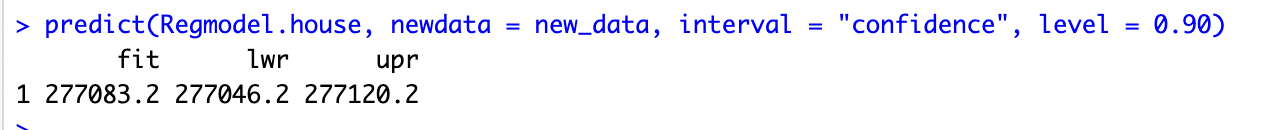 > predict(Regmodel.house, newdata = new_data, interval = "confidence", level = 0.90)
       fit      lwr      upr
1 277083.2 277046.2 277120.2
>